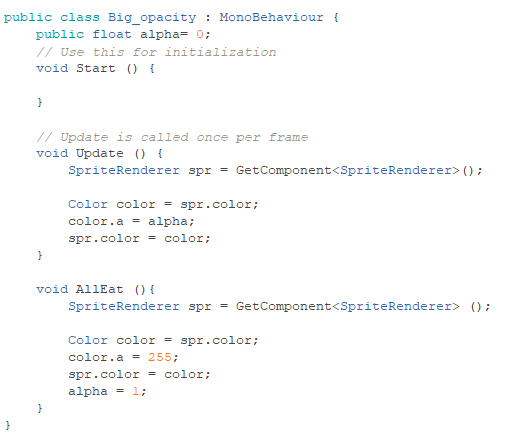 public class Big_opacity : MonoBehaviour {
public float alpha= 0;
// Use this for initialization
void Start () {
}
// Update is called once per frame
void Update () {
SpriteRenderer spr = GetComponent<SpriteRenderer>();
Color color = spr.color;
color.a = alpha;
spr.color = color;
}
void AllEat (){
SpriteRenderer spr = GetComponent<SpriteRenderer> ();
Color color = spr.color;
color.a = 255;
spr.color = color;
alpha = 1;
}
}